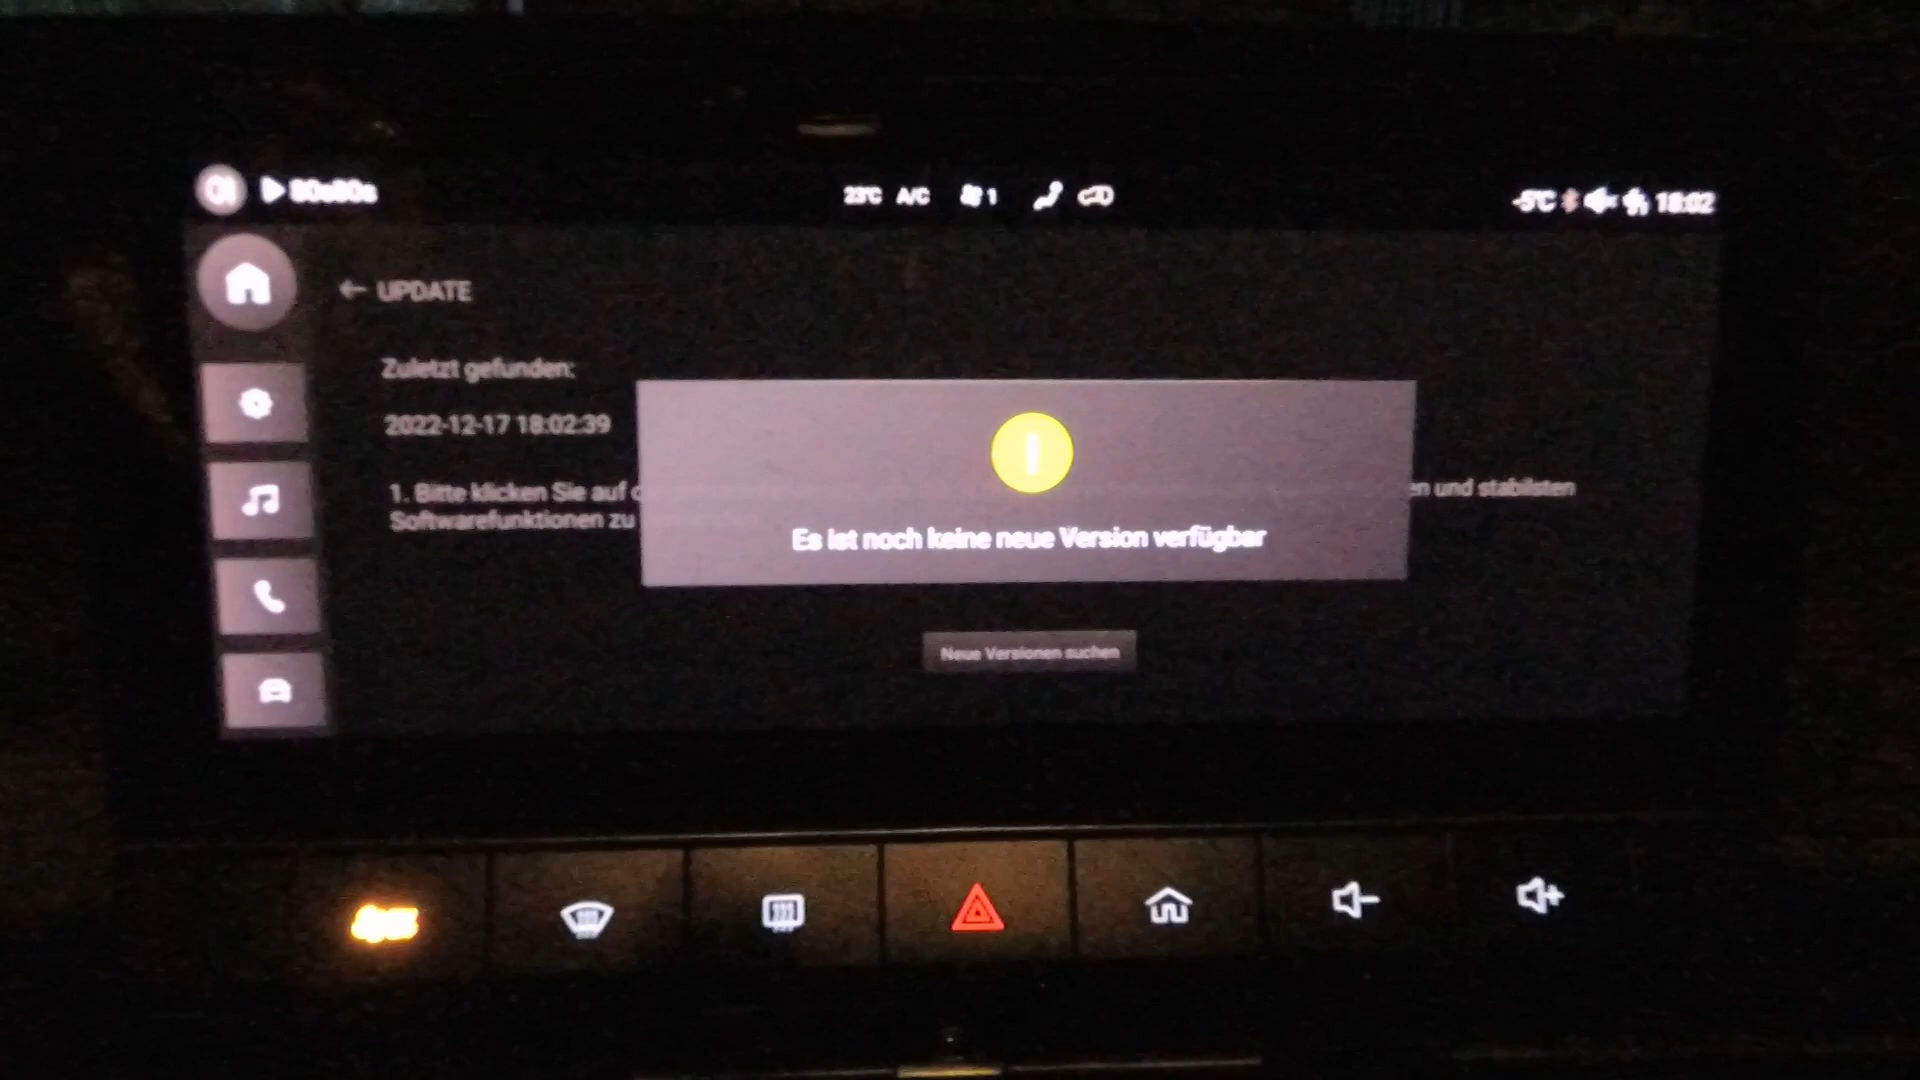 80s80s
23°C A/C 1
-5°C 18:02
← UPDATE
Zuletzt gefunden:
2022-12-17 18:02:39
1. Bitte klicken Sie auf
en und stabilsten
Softwarefunktionen zu
Es ist noch keine neue Version verfügbar
Neue Versionen suchen